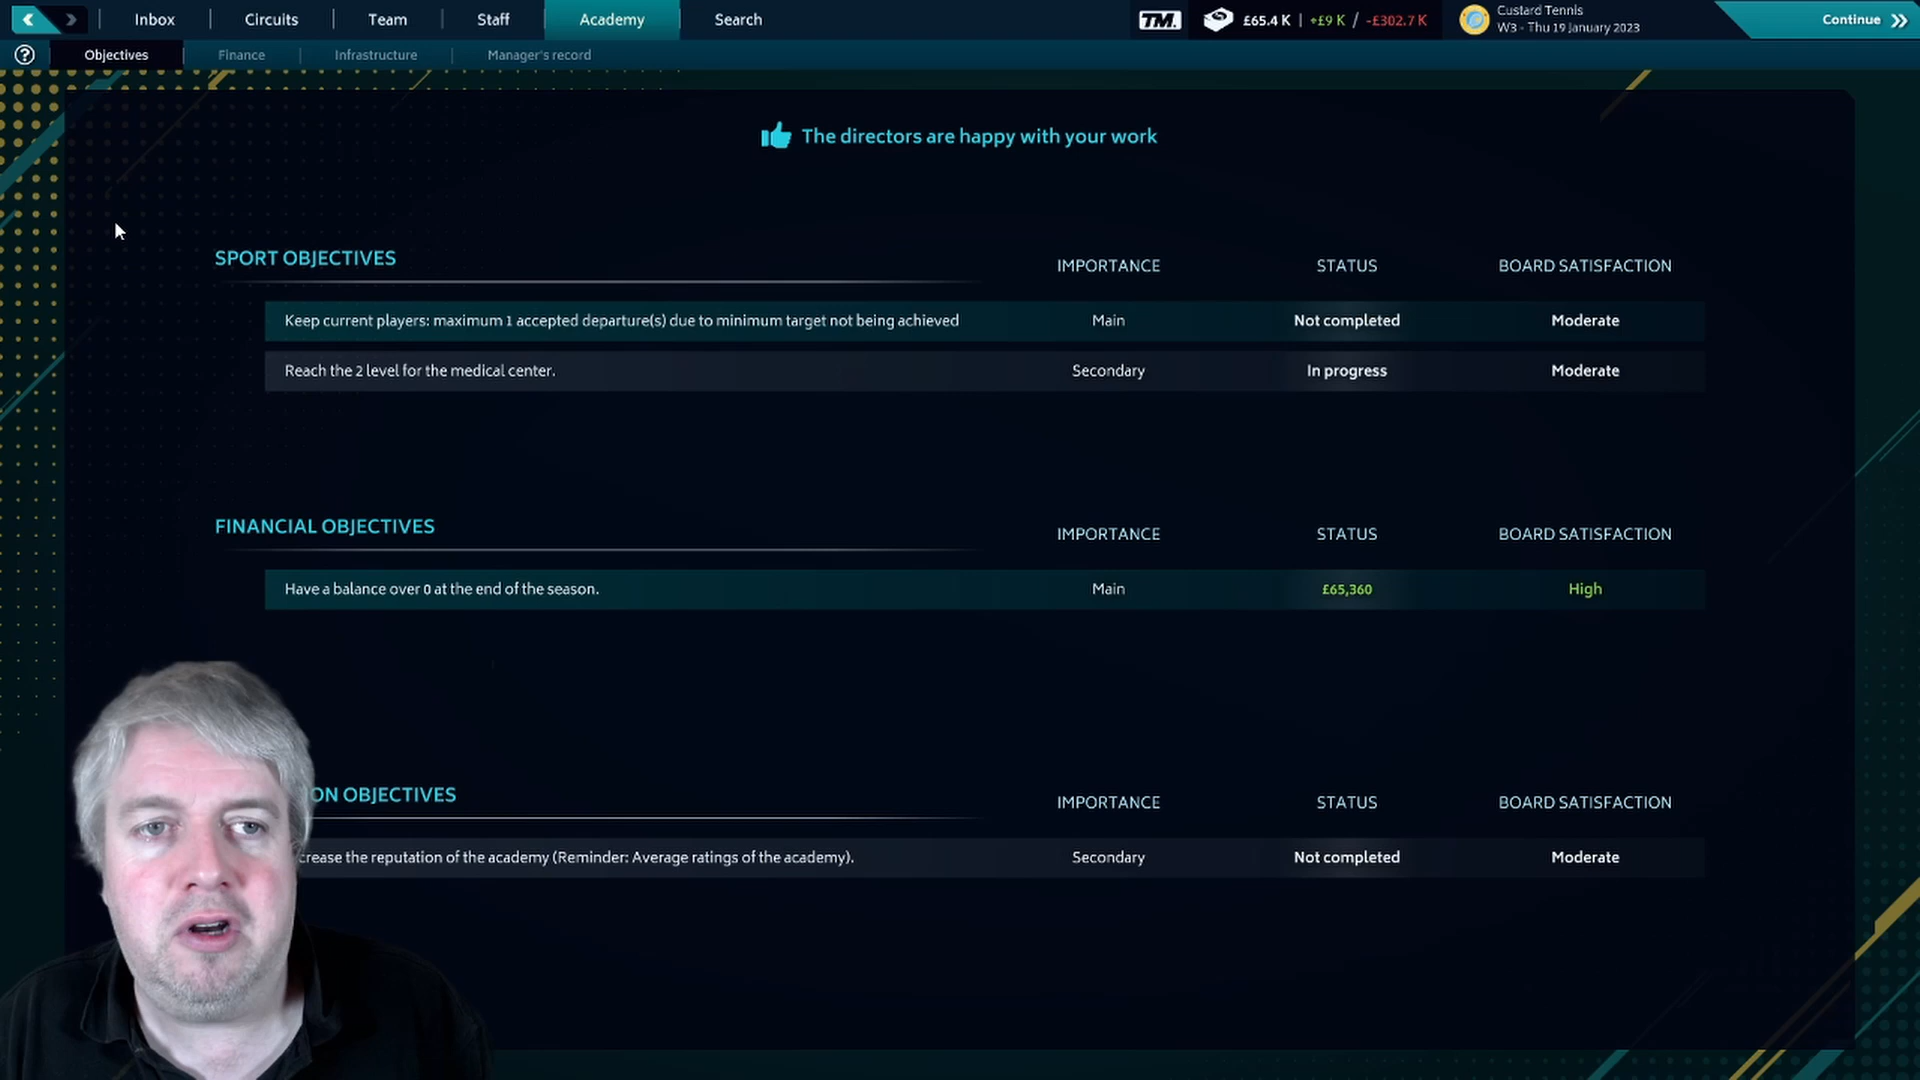 Inbox
Circuits
Team
Staff
Academy
Search
TM.
£65.4 K | +£9 K / -£302.7 K
Custard Tennis
W3 - Thu 19 January 2023
Continue
?
Objectives
Finance
Infrastructure
Manager's record
The directors are happy with your work
SPORT OBJECTIVES
IMPORTANCE
STATUS
BOARD SATISFACTION
Keep current players: maximum 1 accepted departure(s) due to minimum target not being achieved
Main
Not completed
Moderate
Reach the 2 level for the medical center.
Secondary
In progress
Moderate
FINANCIAL OBJECTIVES
IMPORTANCE
STATUS
BOARD SATISFACTION
Have a balance over 0 at the end of the season.
Main
£65,360
High
ON OBJECTIVES
IMPORTANCE
STATUS
BOARD SATISFACTION
crease the reputation of the academy (Reminder: Average ratings of the academy).
Secondary
Not completed
Moderate